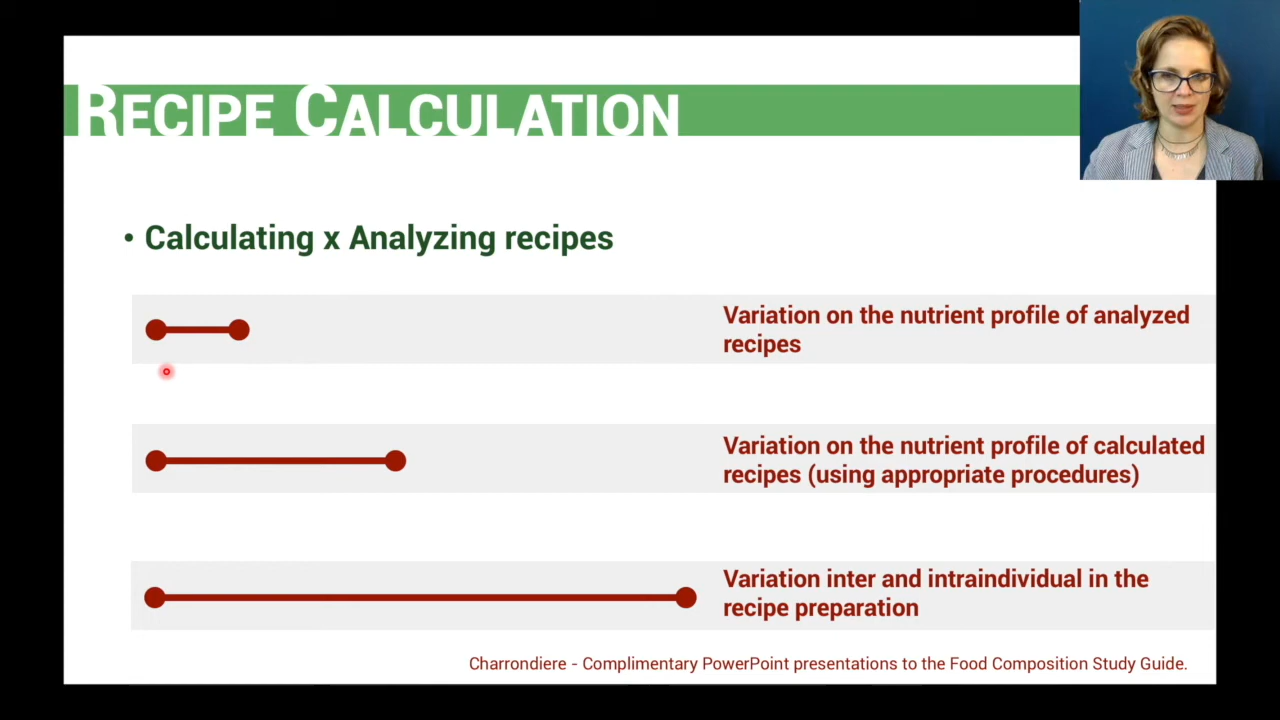 RECIPE CALCULATION
• Calculating x Analyzing recipes
Variation on the nutrient profile of analyzed
recipes
Variation on the nutrient profile of calculated
recipes (using appropriate procedures)
Variation inter and intraindividual in the
recipe preparation
Charrondiere - Complimentary PowerPoint presentations to the Food Composition Study Guide.